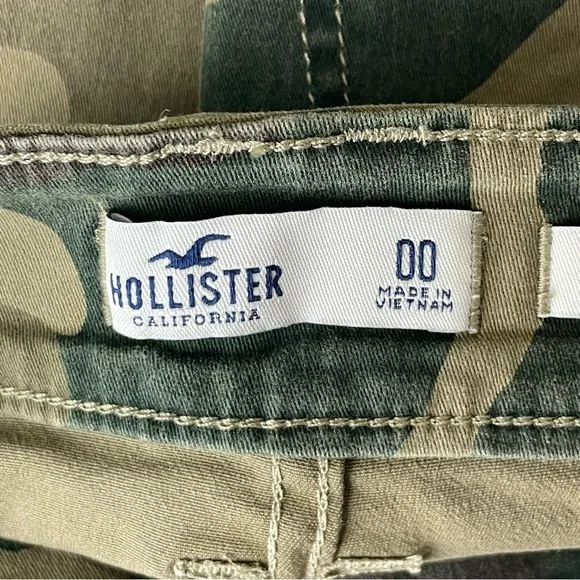 HOLLISTER
CALIFORNIA
00
MADE IN
VIETNAM